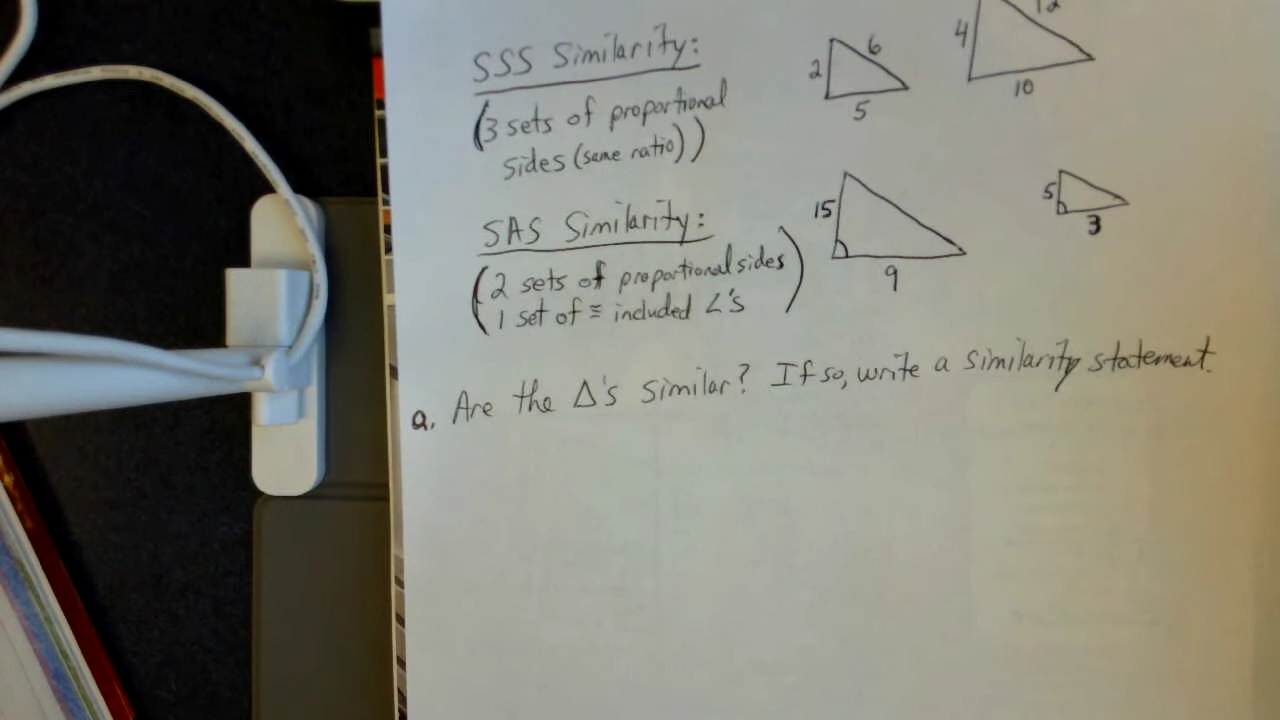 SSS Similarity:
(3 sets of proportional
sides (same ratio))
2
6
5
4
12
10
SAS Similarity:
(2 sets of proportional sides
1 set of ≅ included ∠'s)
15
9
5
3
a. Are the Δ's similar? If so, write a similarity statement.